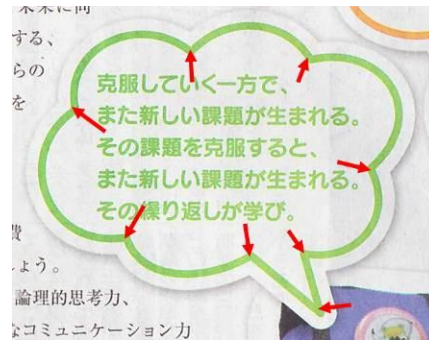 する、
らの
を
克服していく一方で、
また新しい課題が生まれる。
その課題を克服すると、
また新しい課題が生まれる。
その繰り返しが学び。
ょう。
論理的思考力、
なコミュニケーション力